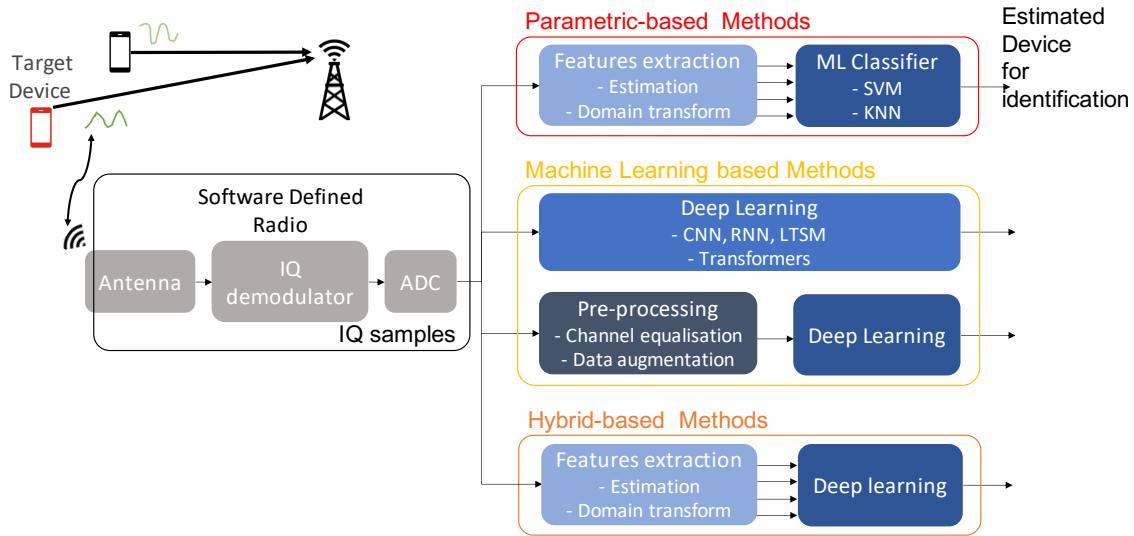 Target
Device
Software Defined
Radio
Antenna
IQ
demodulator
ADC
IQ samples
Parametric-based Methods
Features extraction
- Estimation
- Domain transform
ML Classifier
- SVM
- KNN
Estimated
Device
for
identification
Machine Learning based Methods
Deep Learning
- CNN, RNN, LTSM
- Transformers
Pre-processing
- Channel equalisation
- Data augmentation
Deep Learning
Hybrid-based Methods
Features extraction
- Estimation
- Domain transform
Deep learning